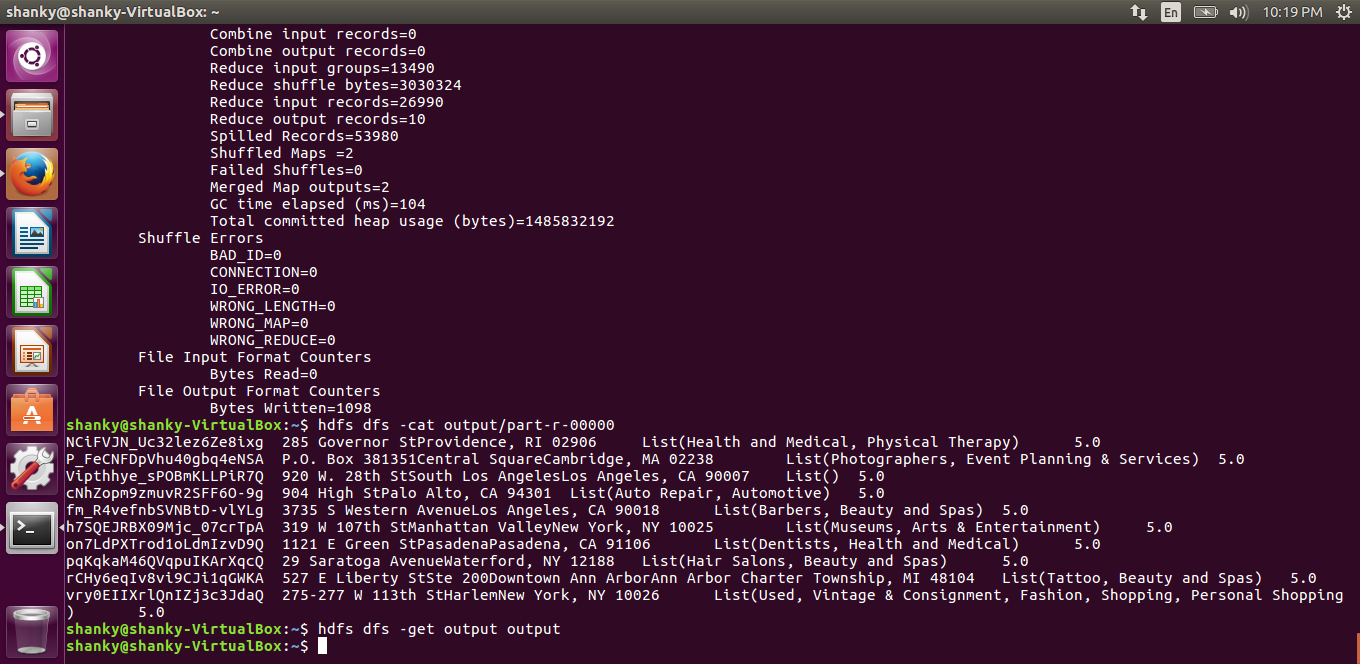 shanky@shanky-VirtualBox: ~
En
10:19 PM
Combine input records=0
Combine output records=0
Reduce input groups=13490
Reduce shuffle bytes=3030324
Reduce input records=26990
Reduce output records=10
Spilled Records=53980
Shuffled Maps =2
Failed Shuffles=0
Merged Map outputs=2
GC time elapsed (ms)=104
Total committed heap usage (bytes)=1485832192
Shuffle Errors
BAD_ID=0
CONNECTION=0
IO_ERROR=0
WRONG_LENGTH=0
WRONG_MAP=0
WRONG_REDUCE=0
File Input Format Counters
Bytes Read=0
File Output Format Counters
Bytes Written=1098
shanky@shanky-VirtualBox:~$ hdfs dfs -cat output/part-r-00000
NCiFVJN_Uc32lez6Ze8ixg  285 Governor StProvidence, RI 02906     List(Health and Medical, Physical Therapy)      5.0
P_FeCNFDpVhu40gbq4eNSA  P.O. Box 381351Central SquareCambridge, MA 02238        List(Photographers, Event Planning & Services)  5.0
Vipthhye_sPOBmKLLPiR7Q  920 W. 28th StSouth Los AngelesLos Angeles, CA 90007    List()  5.0
cNhZopm9zmuvR2SFF6O-9g  904 High StPalo Alto, CA 94301  List(Auto Repair, Automotive)   5.0
fm_R4vefnbSVNBtD-vlYLg  3735 S Western AvenueLos Angeles, CA 90018      List(Barbers, Beauty and Spas)  5.0
h7SQEJRBX09Mjc_07crTpA  319 W 107th StManhattan ValleyNew York, NY 10025        List(Museums, Arts & Entertainment)     5.0
on7LdPXTrod1oLdmIzvD9Q  1121 E Green StPasadenaPasadena, CA 91106       List(Dentists, Health and Medical)      5.0
pqKqkaM46QVqpuIKArXqcQ  29 Saratoga AvenueWaterford, NY 12188   List(Hair Salons, Beauty and Spas)      5.0
rCHy6eqIv8vi9CJi1qGWKA  527 E Liberty StSte 200Downtown Ann ArborAnn Arbor Charter Township, MI 48104   List(Tattoo, Beauty and Spas)   5.0
vry0EIIXrlQnIZj3c3JdaQ  275-277 W 113th StHarlemNew York, NY 10026      List(Used, Vintage & Consignment, Fashion, Shopping, Personal Shopping
)       5.0
shanky@shanky-VirtualBox:~$ hdfs dfs -get output output
shanky@shanky-VirtualBox:~$